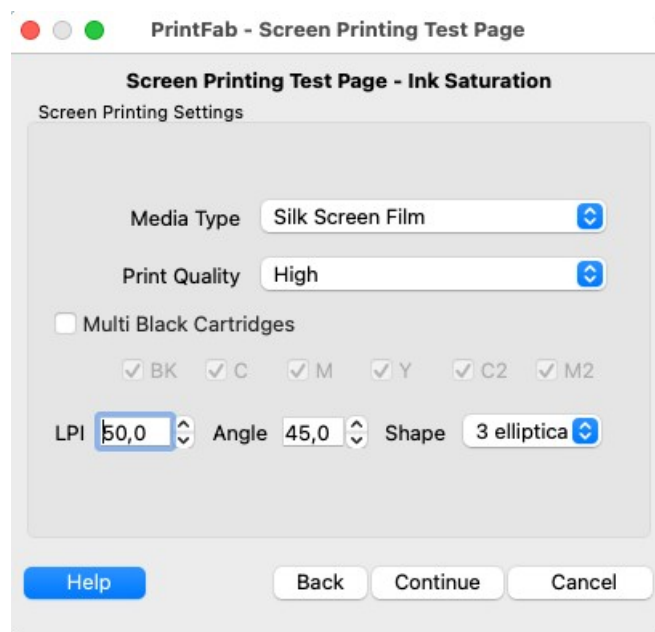 PrintFab - Screen Printing Test Page
Screen Printing Test Page - Ink Saturation
Screen Printing Settings
Media Type Silk Screen Film
Print Quality High
Multi Black Cartridges
BK C M Y C2 M2
LPI 50,0 Angle 45,0 Shape 3 elliptica
Help Back Continue Cancel